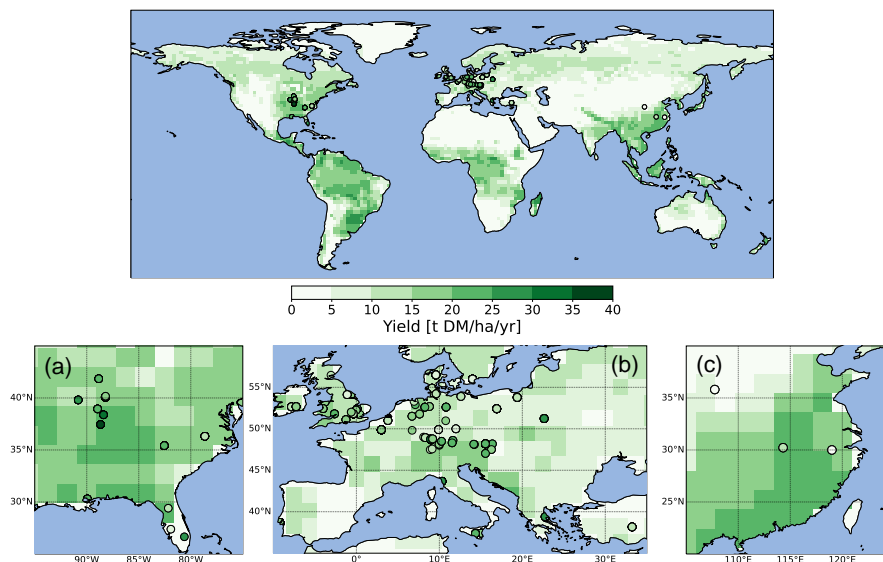 0 5 10 15 20 25 30 35 40
Yield [t DM/ha/yr]
(a)
40°N
35°N
30°N
90°W 85°W 80°W
(b)
55°N
50°N
45°N
40°N
0° 10°E 20°E 30°E
(c)
35°N
30°N
25°N
110°E 115°E 120°E